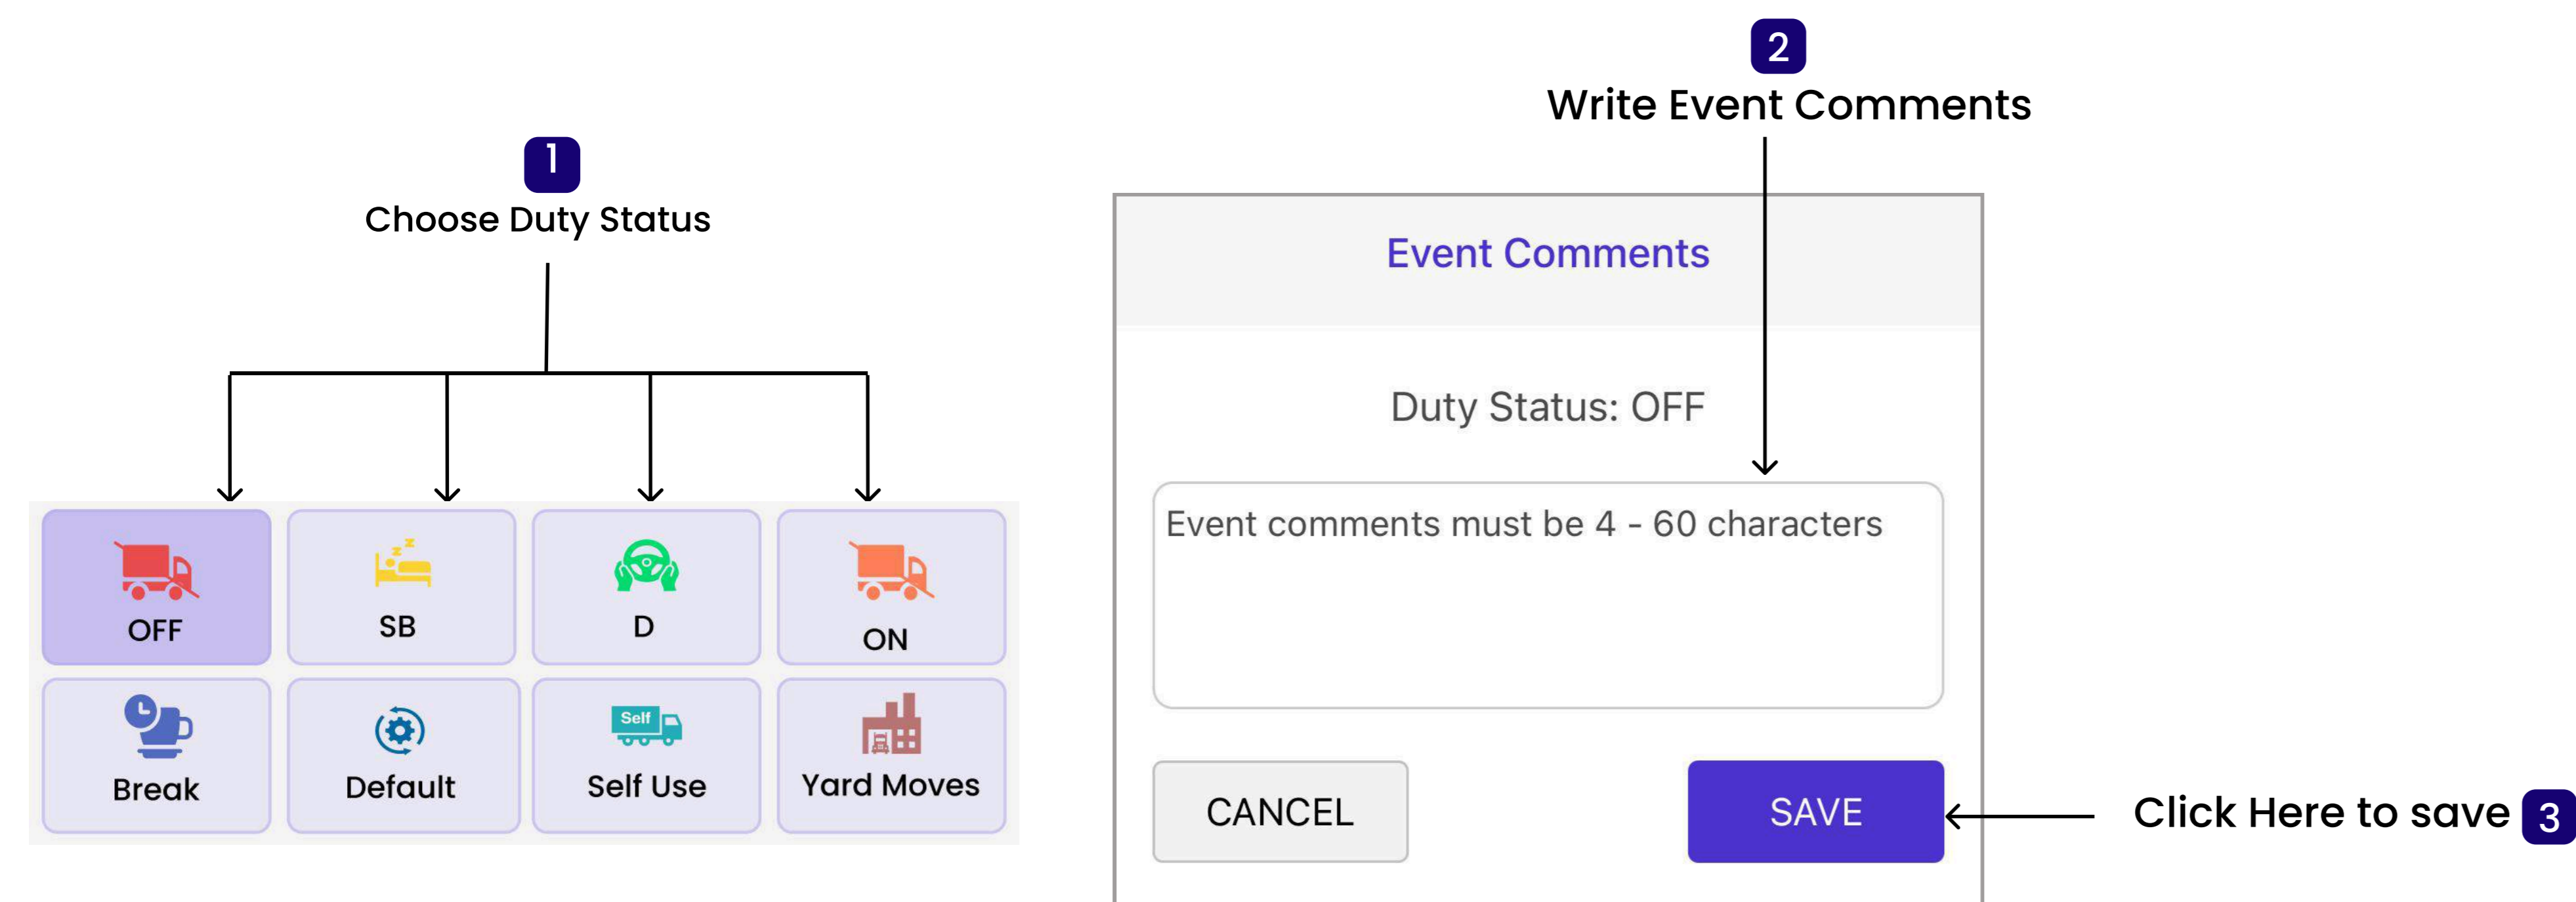 1
Choose Duty Status
OFF
SB
D
ON
Break
Default
Self
Self Use
Yard Moves
2
Write Event Comments
Event Comments
Duty Status: OFF
Event comments must be 4 - 60 characters
CANCEL
SAVE
Click Here to save 3